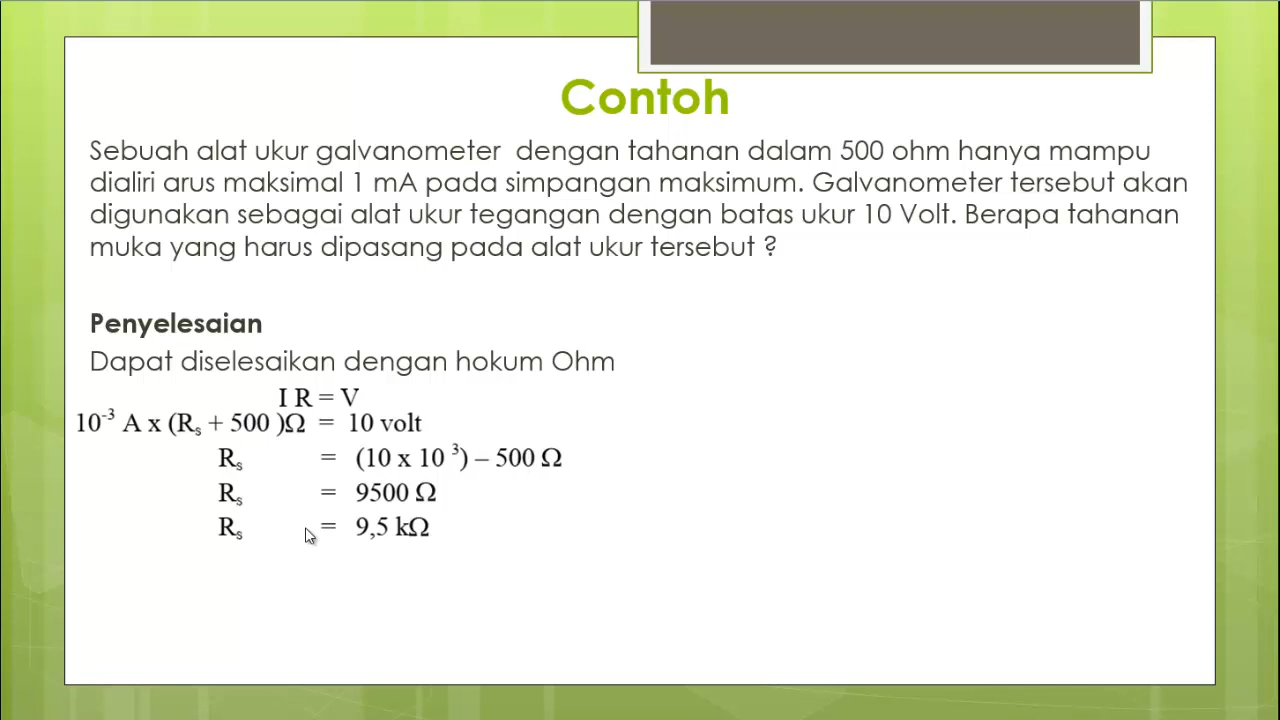 Contoh
Sebuah alat ukur galvanometer dengan tahanan dalam 500 ohm hanya mampu
dialiri arus maksimal 1 mA pada simpangan maksimum. Galvanometer tersebut akan
digunakan sebagai alat ukur tegangan dengan batas ukur 10 Volt. Berapa tahanan
muka yang harus dipasang pada alat ukur tersebut ?
Penyelesaian
Dapat diselesaikan dengan hokum Ohm
I R = V
10⁻³ A x (Rₛ + 500 )Ω = 10 volt
Rₛ = (10 x 10 ³) – 500 Ω
Rₛ = 9500 Ω
Rₛ = 9,5 kΩ